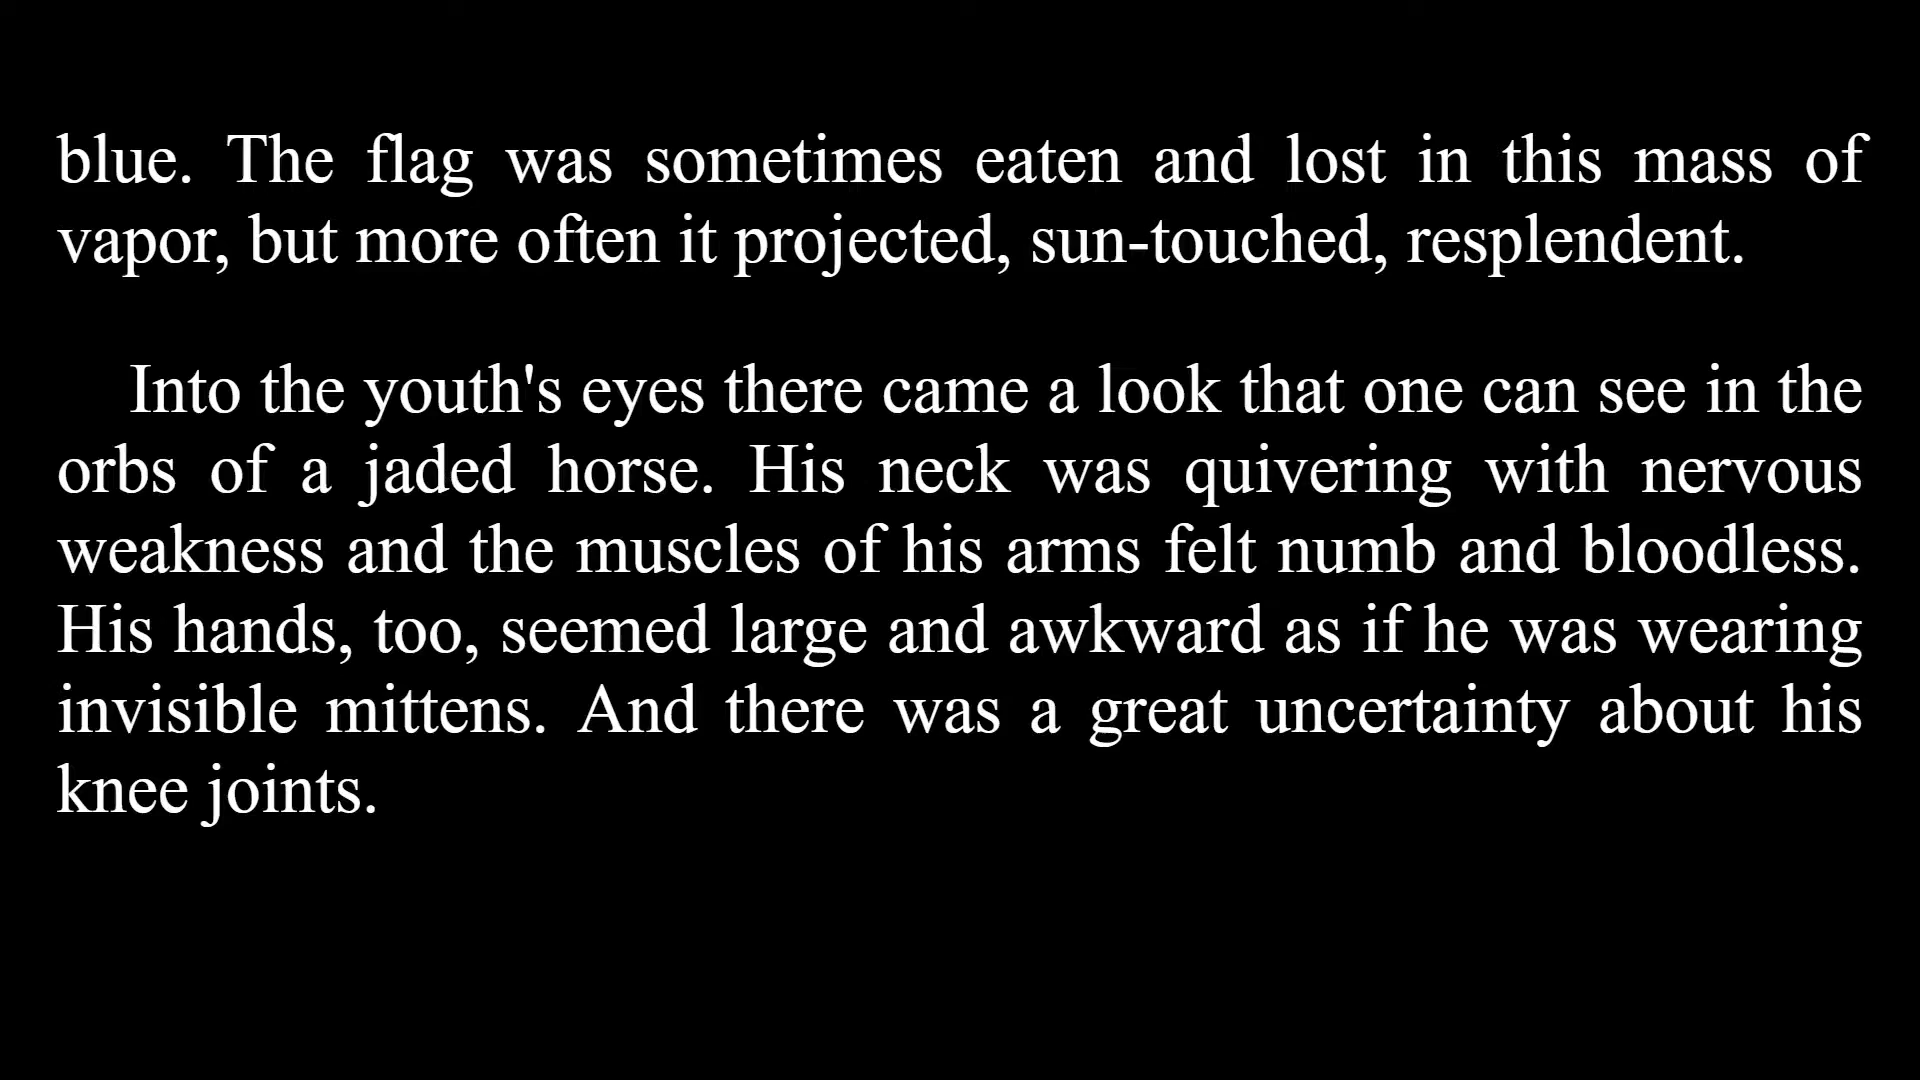 blue. The flag was sometimes eaten and lost in this mass of
vapor, but more often it projected, sun-touched, resplendent.
Into the youth's eyes there came a look that one can see in the
orbs of a jaded horse. His neck was quivering with nervous
weakness and the muscles of his arms felt numb and bloodless.
His hands, too, seemed large and awkward as if he was wearing
invisible mittens. And there was a great uncertainty about his
knee joints.